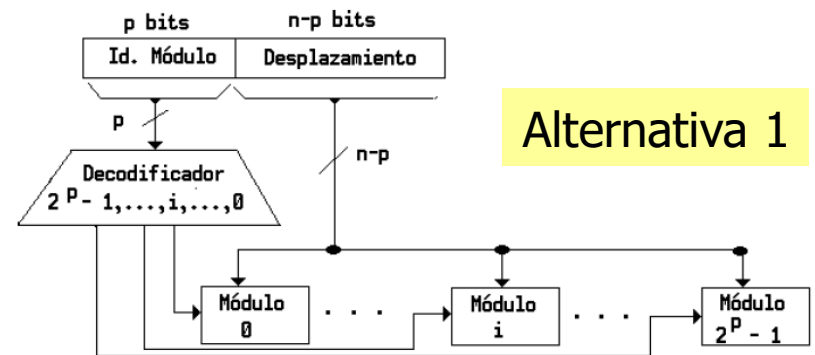 p bits
n-p bits
Id. Módulo
Desplazamiento
Alternativa 1
p
n-p
Decodificador
2 P - 1,...,i,...,0
Módulo
0
. . .
Módulo
i
. . .
Módulo
2 P - 1